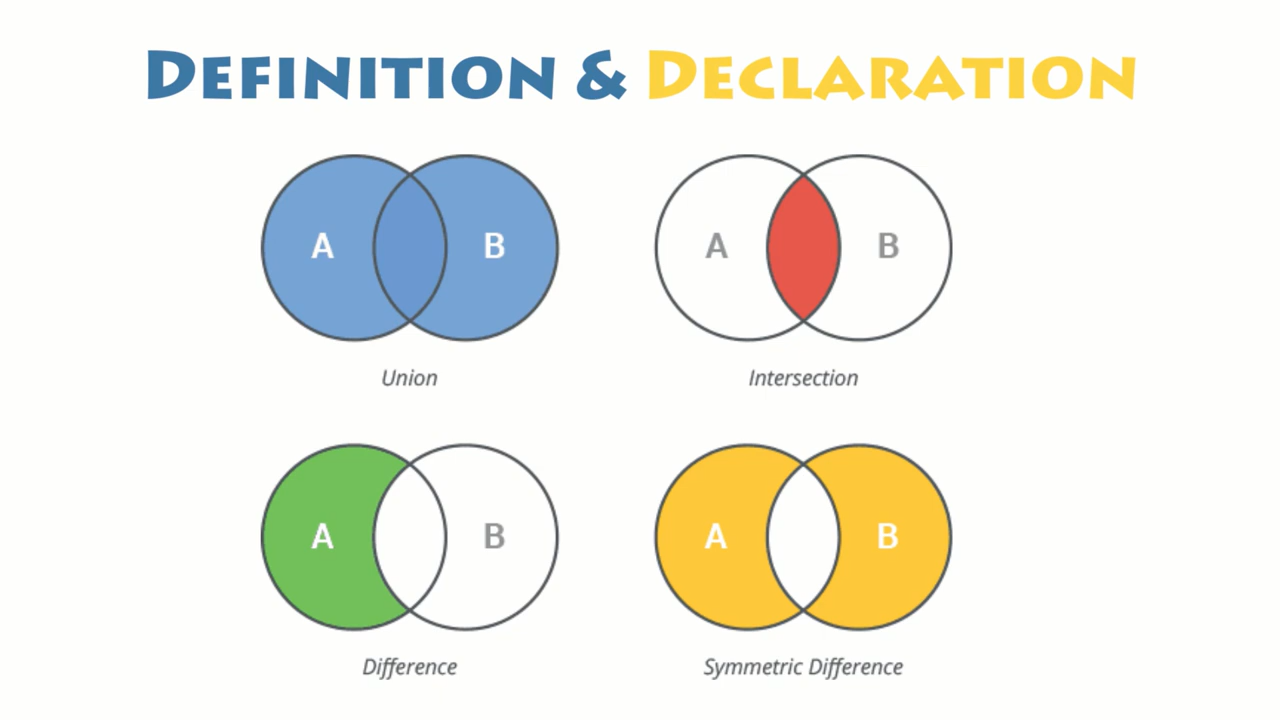 DEFINITION & DECLARATION
A B
A B
Union
Intersection
A B
A B
Difference
Symmetric Difference